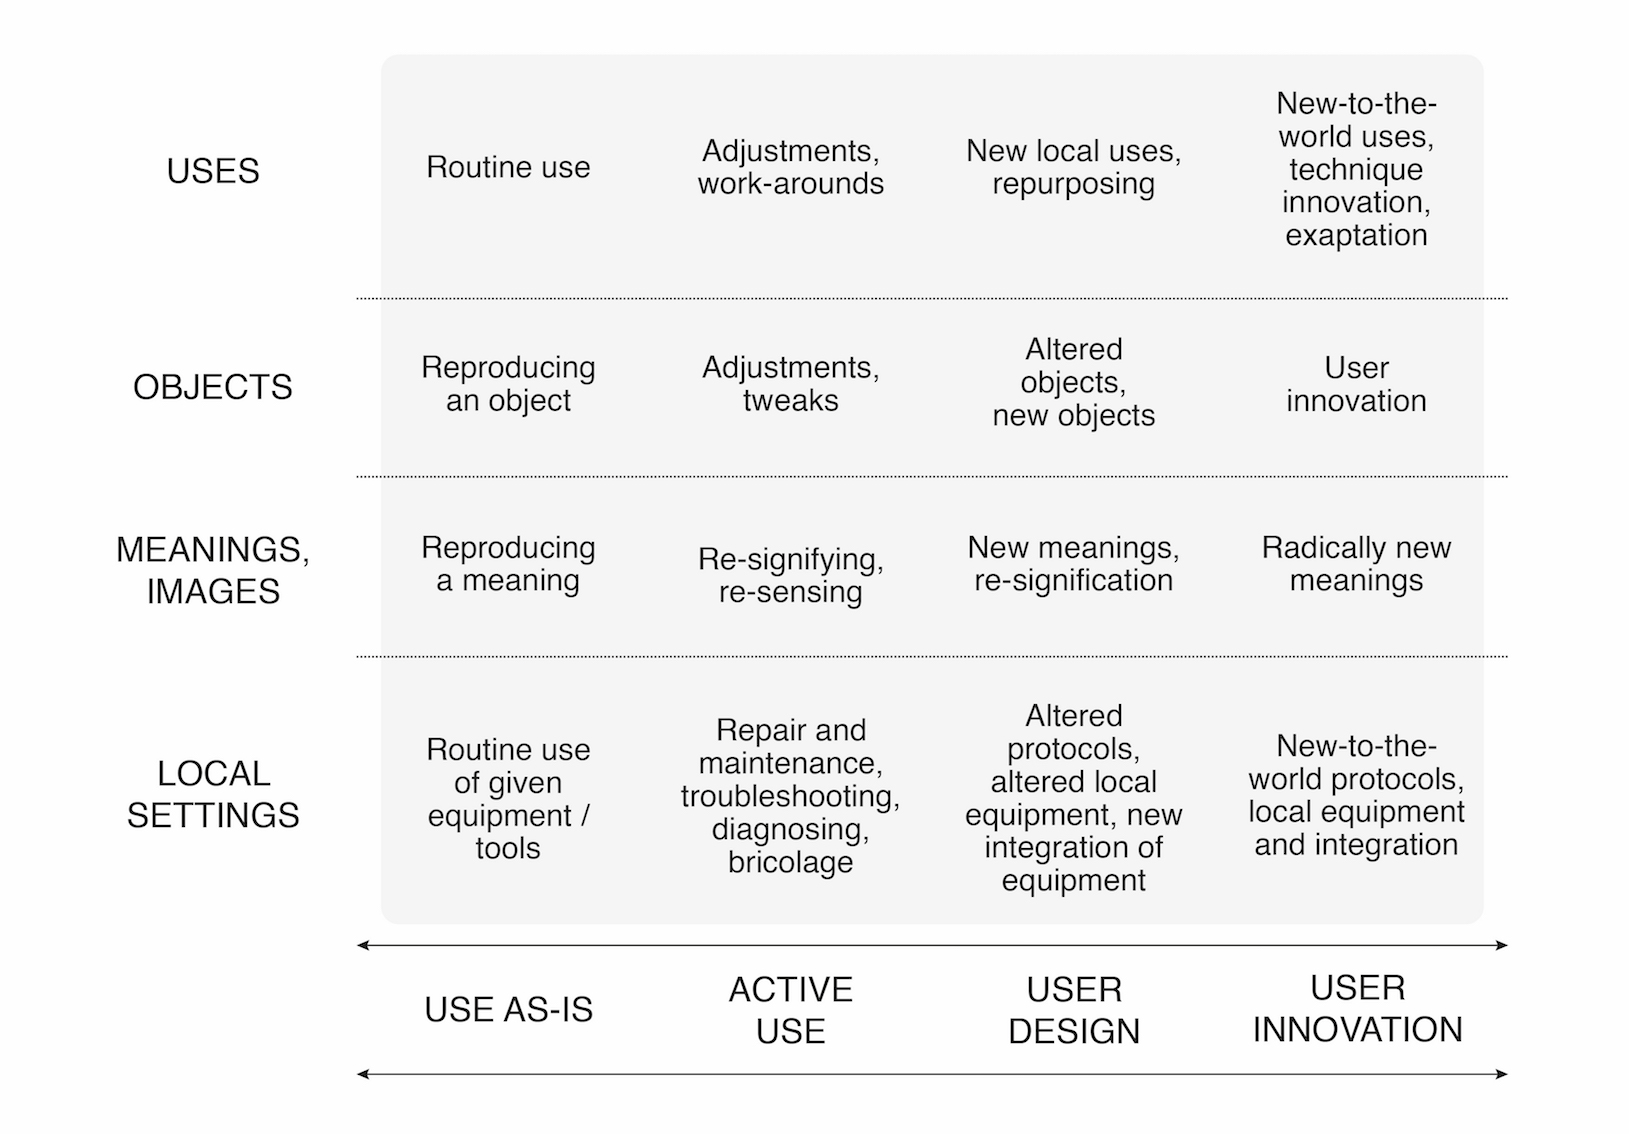 USES
Routine use
Adjustments,
work-arounds
New local uses,
repurposing
New-to-the-
world uses,
technique
innovation,
exaptation
OBJECTS
Reproducing
an object
Adjustments,
tweaks
Altered
objects,
new objects
User
innovation
MEANINGS,
IMAGES
Reproducing
a meaning
Re-signifying,
re-sensing
New meanings,
re-signification
Radically new
meanings
LOCAL
SETTINGS
Routine use
of given
equipment /
tools
Repair and
maintenance,
troubleshooting,
diagnosing,
bricolage
Altered
protocols,
altered local
equipment, new
integration of
equipment
New-to-the-
world protocols,
local equipment
and integration
USE AS-IS
ACTIVE
USE
USER
DESIGN
USER
INNOVATION